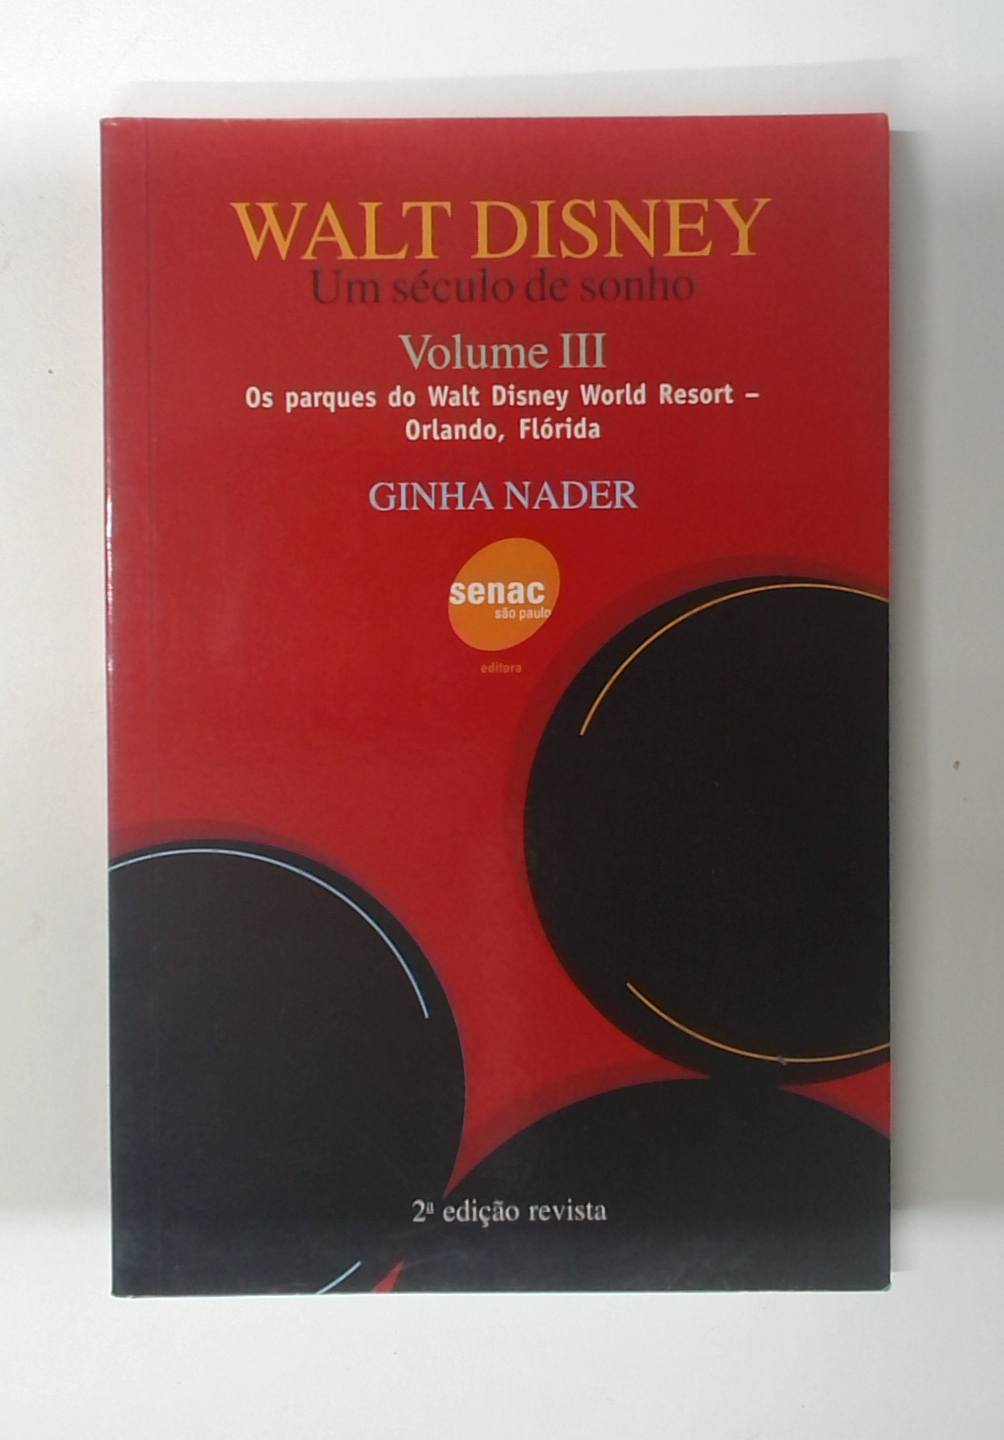 WALT DISNEY
Um século de sonho
Volume III
Os parques do Walt Disney World Resort –
Orlando, Flórida
GINHA NADER
senac
são paulo
editora
2ª edição revista